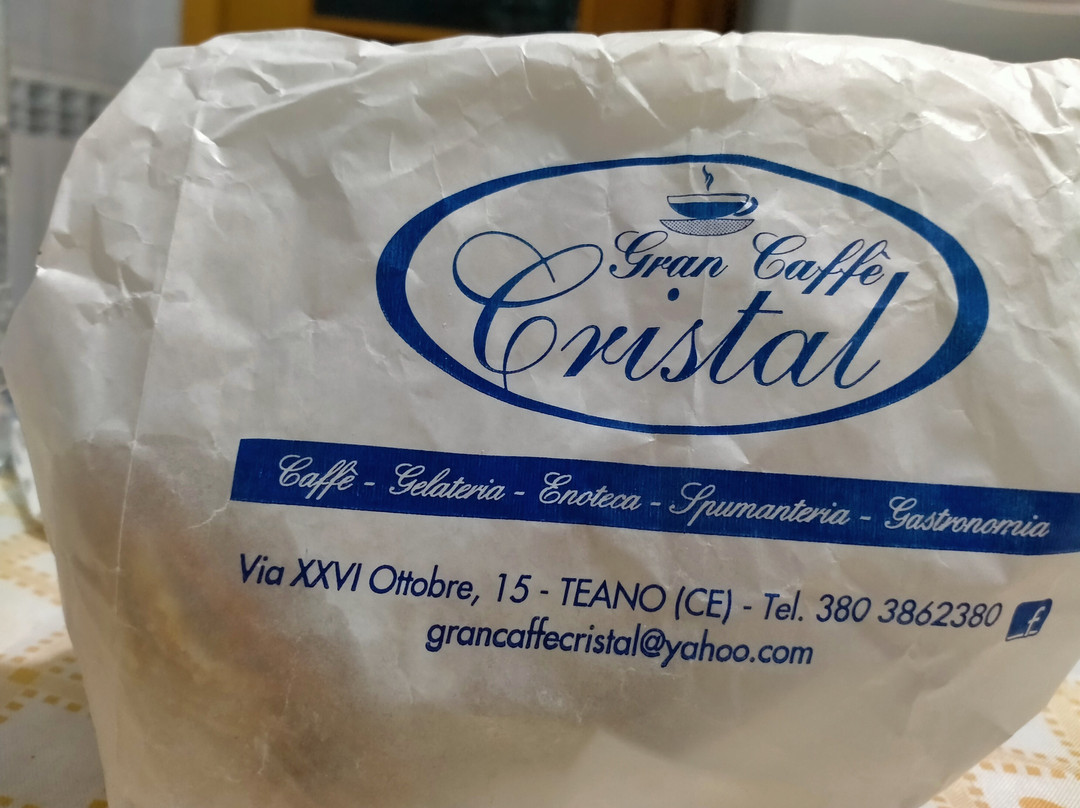 Gran Caffè
Cristal
Caffè - Gelateria - Enoteca - Spumanteria - Gastronomia
Via XXVI Ottobre, 15 - TEANO (CE) - Tel. 380 3862380 f
grancaffecristal@yahoo.com